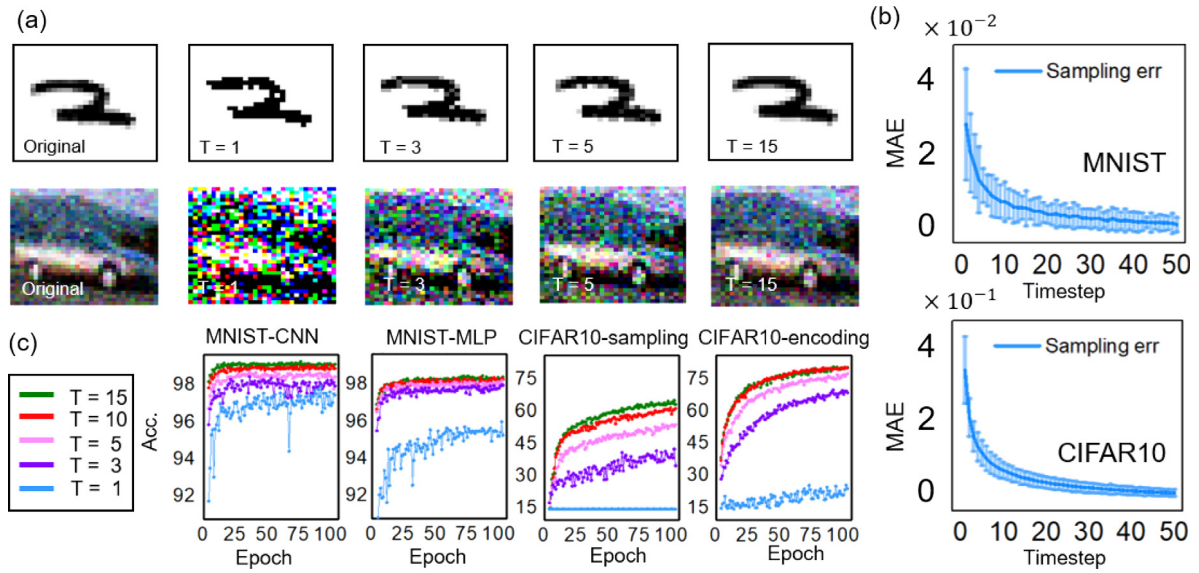 (a)
Original
T = 1
T = 3
T = 5
T = 15
Original
T = 1
T = 3
T = 5
T = 15
(b)
× 10⁻²
4
2
0
MAE
Sampling err
MNIST
0 10 20 30 40 50
Timestep
× 10⁻¹
4
2
0
MAE
Sampling err
CIFAR10
0 10 20 30 40 50
Timestep
(c)
T = 15
T = 10
T = 5
T = 3
T = 1
Acc.
MNIST-CNN
98
96
94
92
0 25 50 75 100
Epoch
MNIST-MLP
98
96
94
92
0 25 50 75 100
Epoch
CIFAR10-sampling
75
60
45
30
15
0 25 50 75 100
Epoch
CIFAR10-encoding
75
60
45
30
15
0 25 50 75 100
Epoch